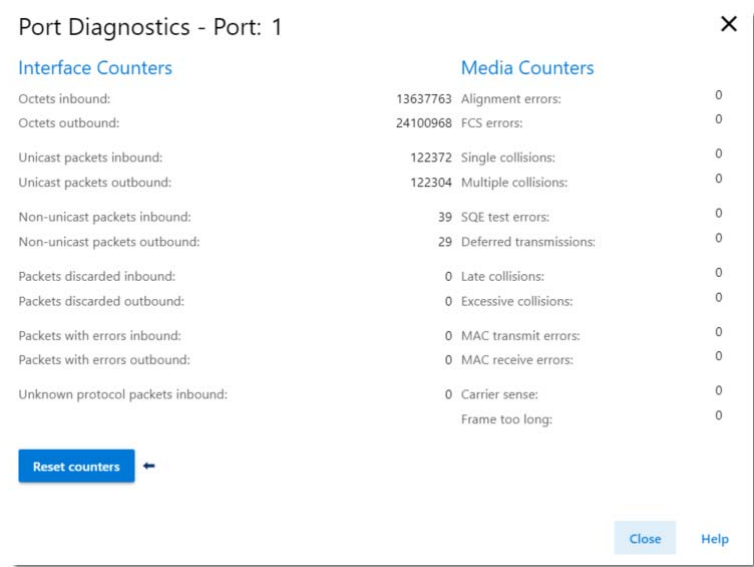 Port Diagnostics - Port: 1
Interface Counters Media Counters
Octets inbound: 13637763 Alignment errors: 0
Octets outbound: 24100968 FCS errors: 0
Unicast packets inbound: 122372 Single collisions: 0
Unicast packets outbound: 122304 Multiple collisions: 0
Non-unicast packets inbound: 39 SQE test errors: 0
Non-unicast packets outbound: 29 Deferred transmissions: 0
Packets discarded inbound: 0 Late collisions: 0
Packets discarded outbound: 0 Excessive collisions: 0
Packets with errors inbound: 0 MAC transmit errors: 0
Packets with errors outbound: 0 MAC receive errors: 0
Unknown protocol packets inbound: 0 Carrier sense: 0
Frame too long: 0
Reset counters
Close Help